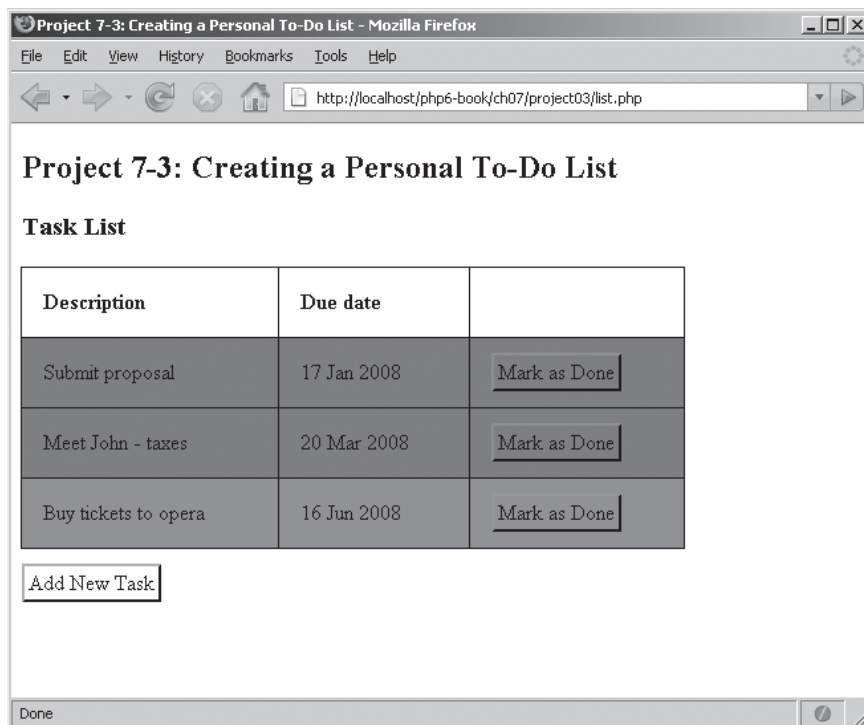 Project 7-3: Creating a Personal To-Do List - Mozilla Firefox
File Edit View History Bookmarks Tools Help
http://localhost/php6-book/ch07/project03/list.php
Project 7-3: Creating a Personal To-Do List
Task List
Description Due date
Submit proposal 17 Jan 2008 Mark as Done
Meet John - taxes 20 Mar 2008 Mark as Done
Buy tickets to opera 16 Jun 2008 Mark as Done
Add New Task
Done